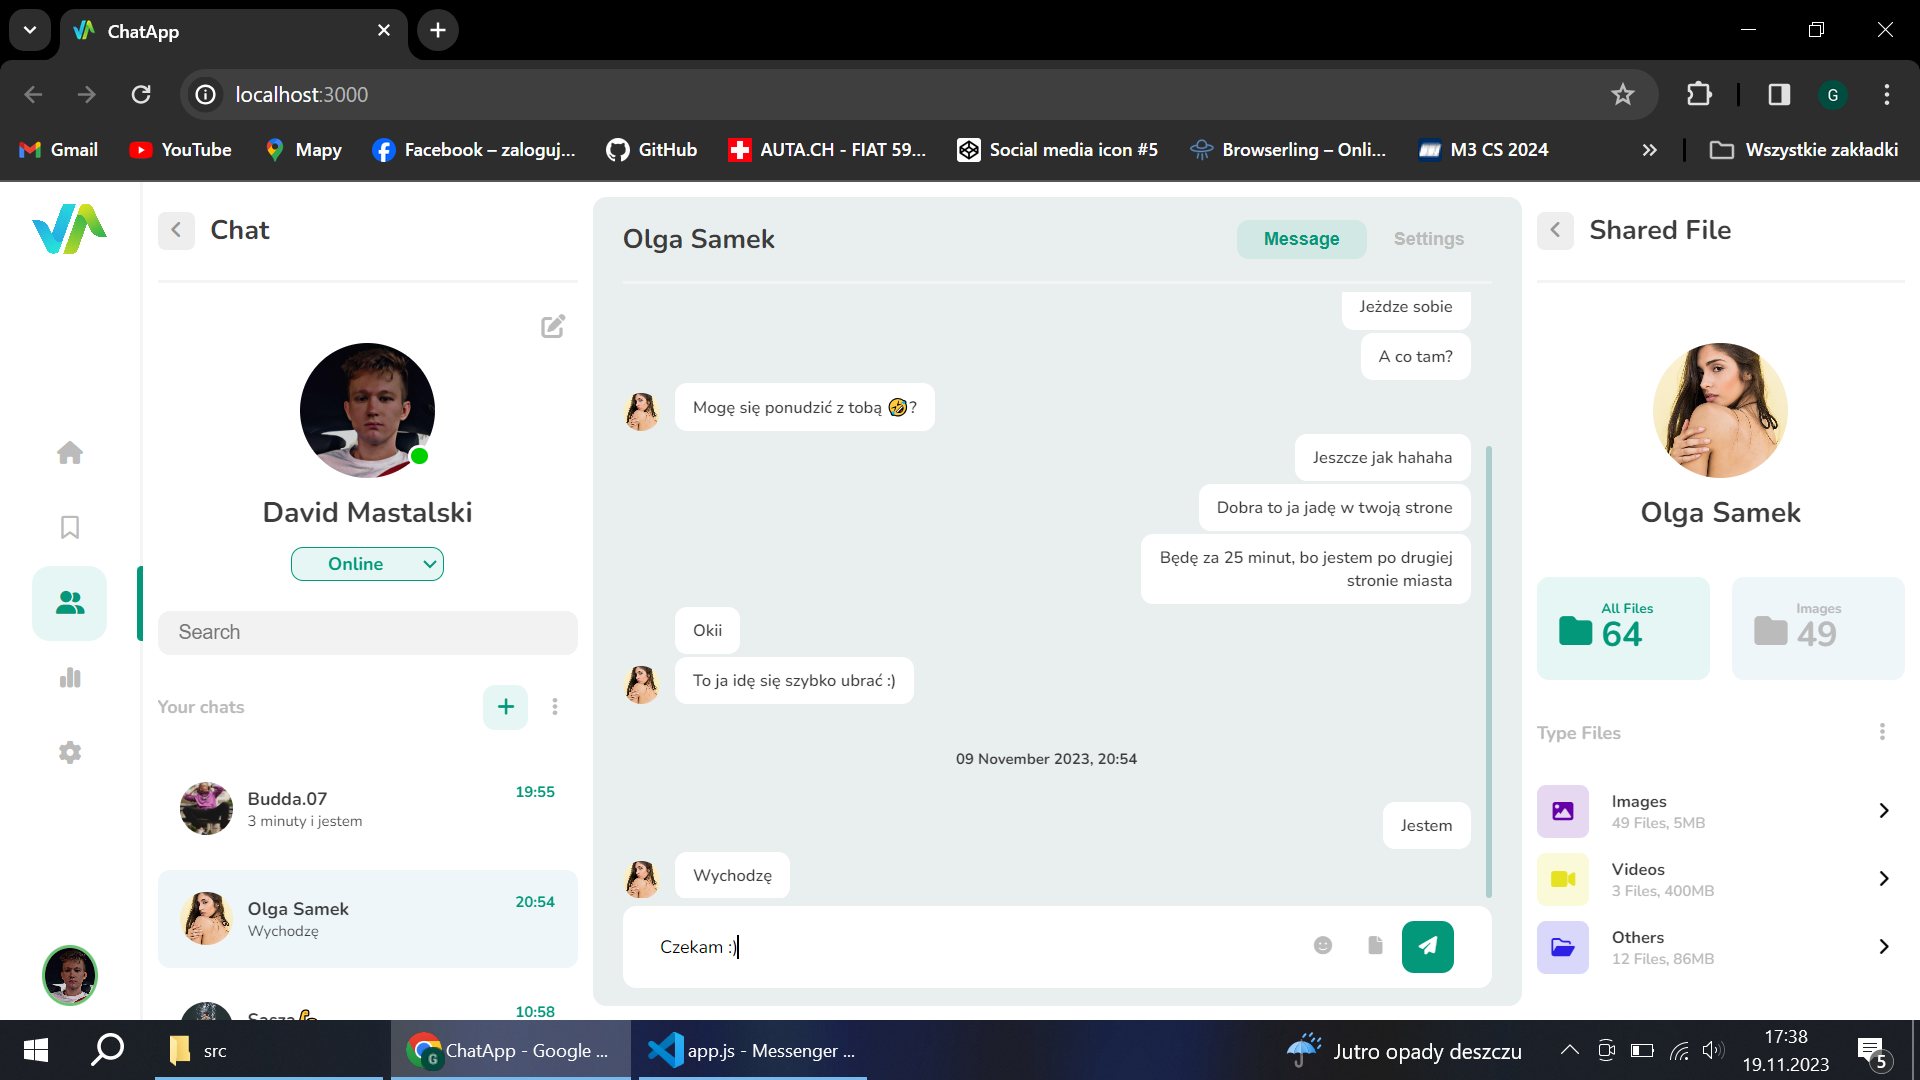 ChatApp
localhost:3000
G
Gmail
YouTube
Mapy
Facebook – zaloguj...
GitHub
AUTA.CH - FIAT 59...
Social media icon #5
Browserling – Onli...
M3 CS 2024
Wszystkie zakładki
Chat
David Mastalski
Online
Search
Your chats
Budda.07
19:55
3 minuty i jestem
Olga Samek
20:54
Wychodzę
Sasza
10:58
Olga Samek
Message
Settings
Jeżdze sobie
A co tam?
Mogę się ponudzić z tobą 🤣?
Jeszcze jak hahaha
Dobra to ja jadę w twoją strone
Będę za 25 minut, bo jestem po drugiej
stronie miasta
Okii
To ja idę się szybko ubrać :)
09 November 2023, 20:54
Jestem
Wychodzę
Czekam :)
Shared File
Olga Samek
All Files
64
Images
49
Type Files
Images
49 Files, 5MB
Videos
3 Files, 400MB
Others
12 Files, 86MB
src
G
ChatApp - Google ...
app.js - Messenger ...
Jutro opady deszczu
17:38
19.11.2023
5